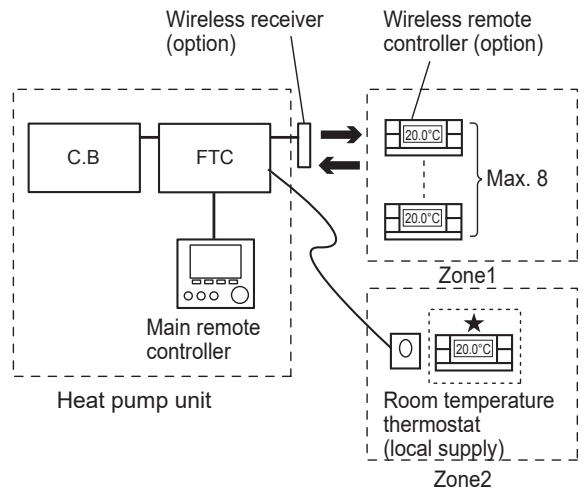 Wireless receiver
(option)
Wireless remote
controller (option)
C.B
FTC
20.0°C
Max. 8
20.0°C
Zone1
Main remote
controller
Heat pump unit
★
20.0°C
Room temperature
thermostat
(local supply)
Zone2